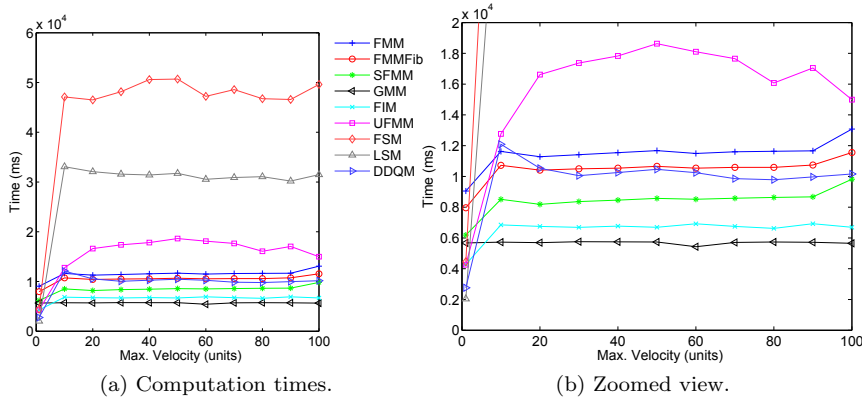 x 10^4
6
5
4
3
2
1
0
0
20
40
60
80
100
Time (ms)
Max. Velocity (units)
FMM
FMMFib
SFMM
GMM
FIM
UFMM
FSM
LSM
DDQM
(a) Computation times.
x 10^4
2
1.8
1.6
1.4
1.2
1
0.8
0.6
0.4
0.2
0
0
20
40
60
80
100
Time (ms)
Max. Velocity (units)
(b) Zoomed view.